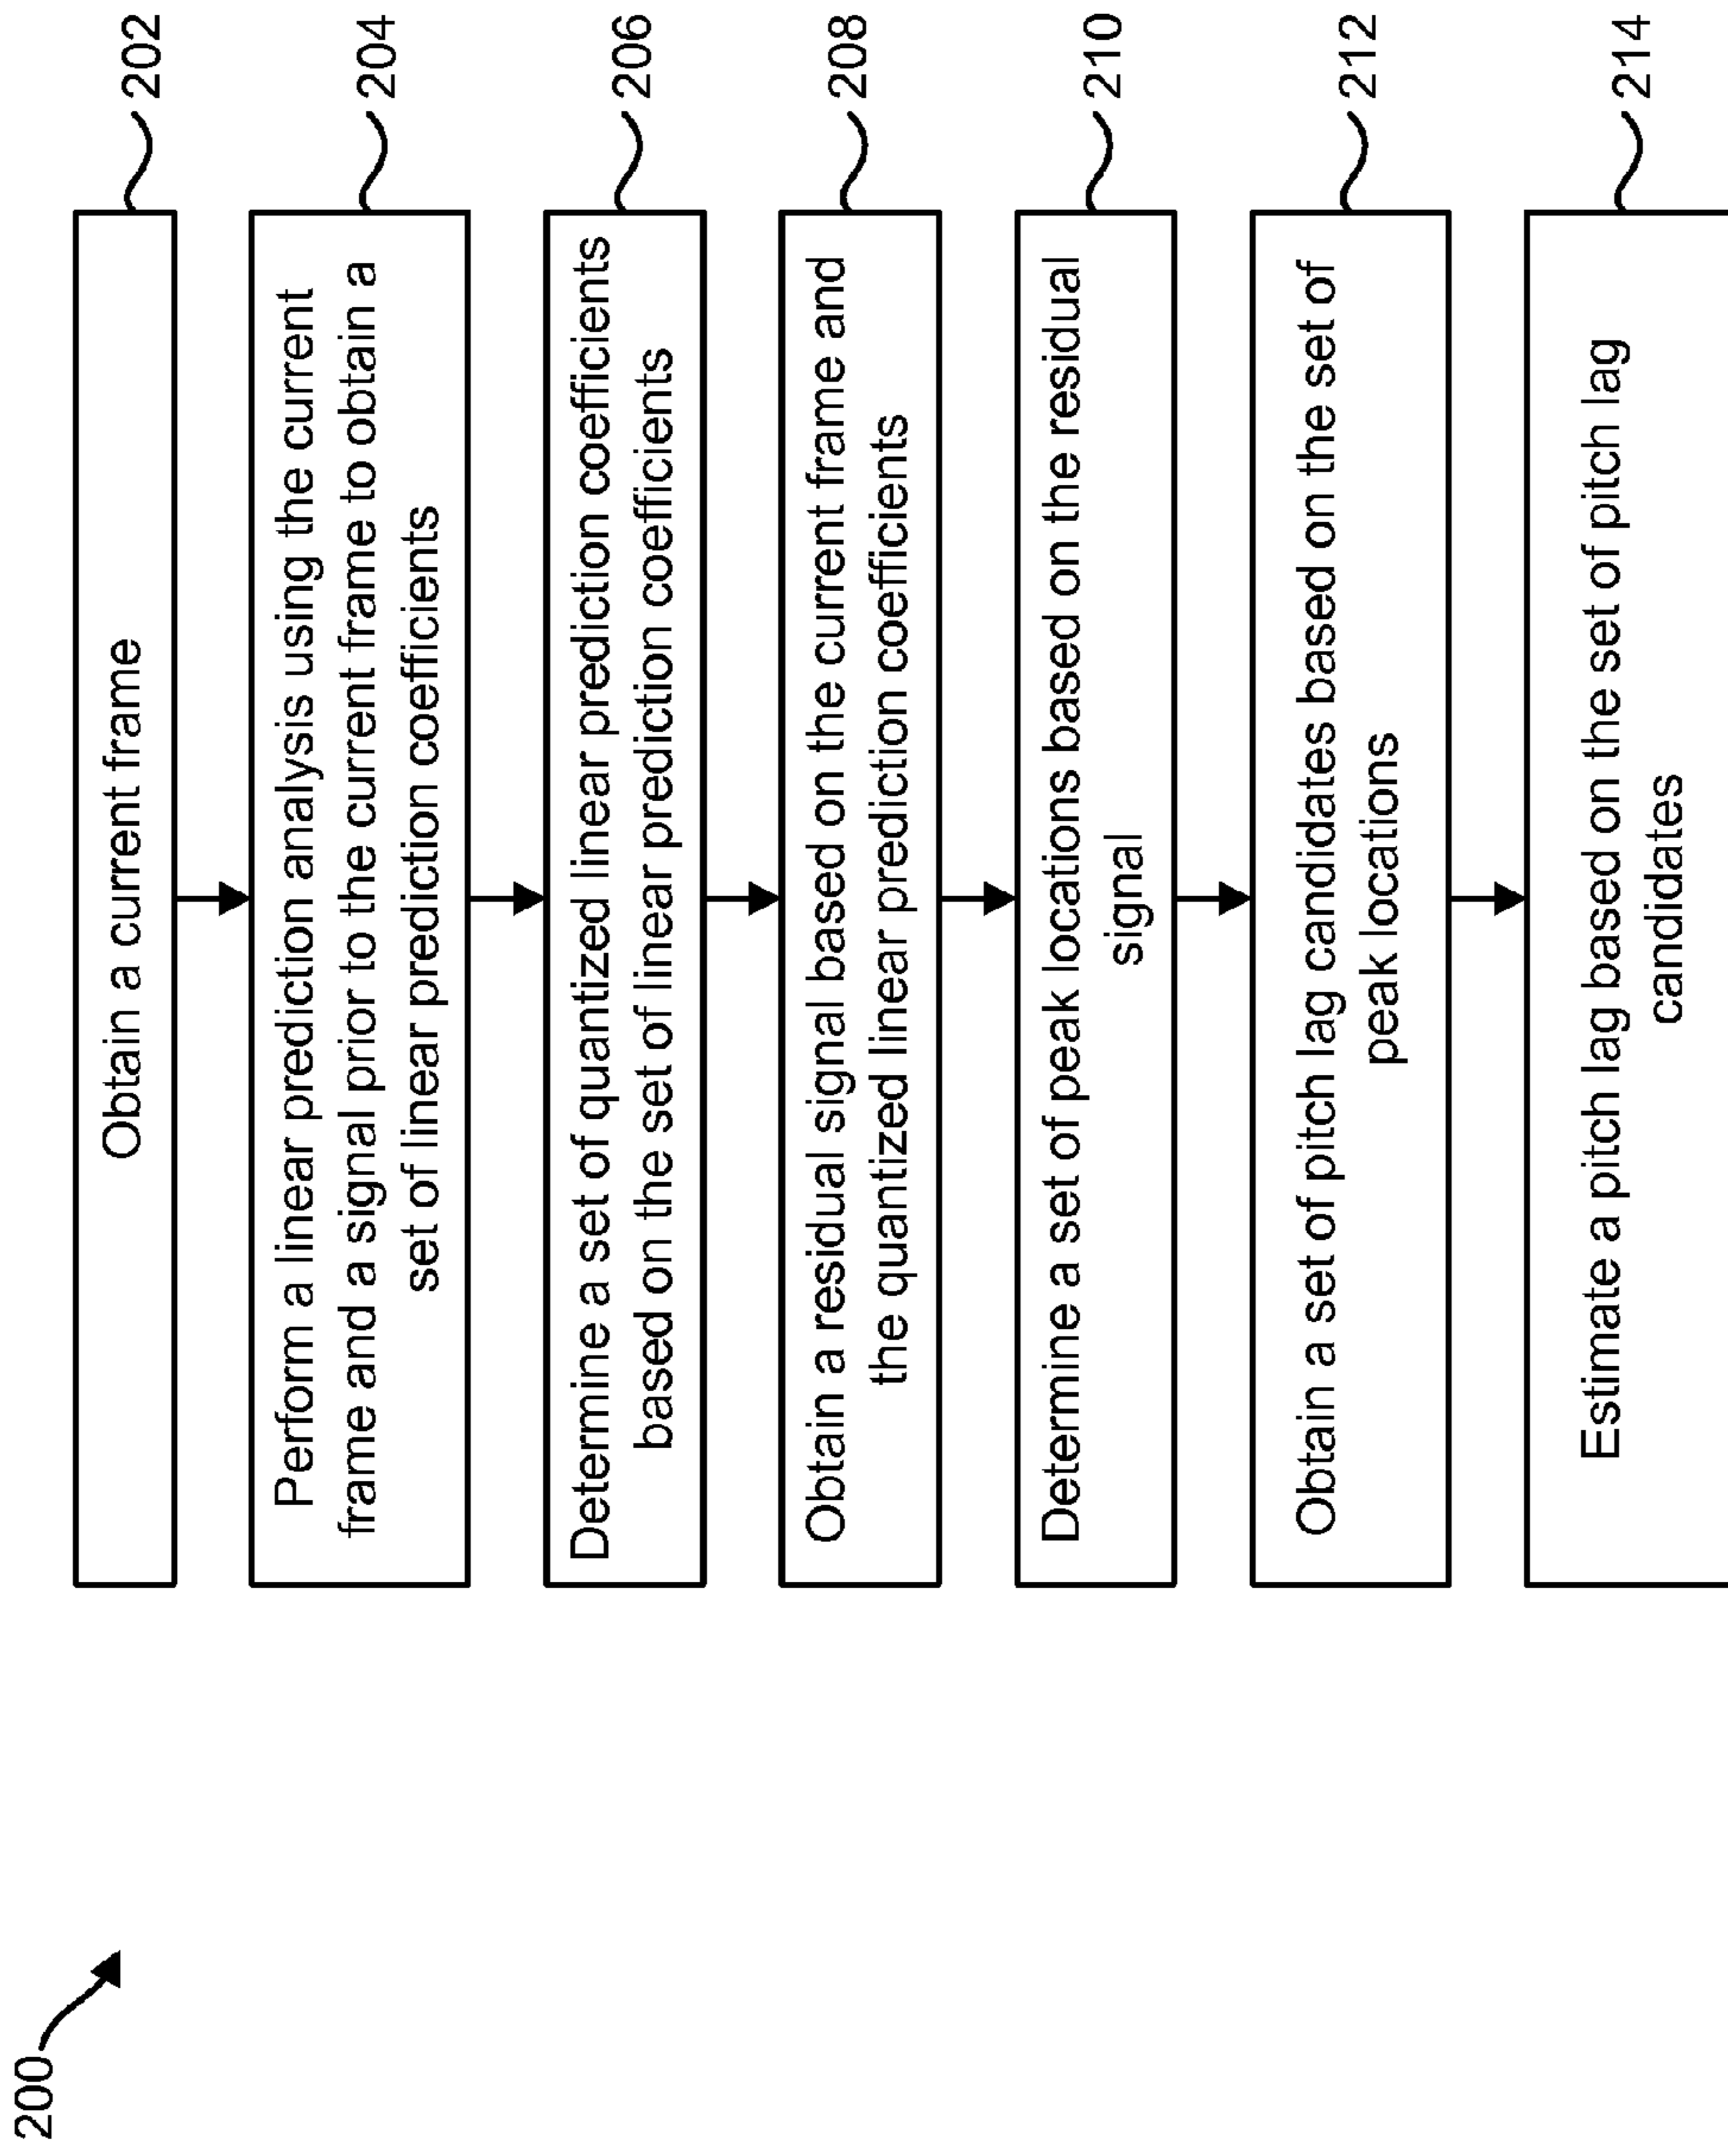 200
Obtain a current frame
202
Perform a linear prediction analysis using the current
frame and a signal prior to the current frame to obtain a
set of linear prediction coefficients
204
Determine a set of quantized linear prediction coefficients
based on the set of linear prediction coefficients
206
Obtain a residual signal based on the current frame and
the quantized linear prediction coefficients
208
Determine a set of peak locations based on the residual
signal
210
Obtain a set of pitch lag candidates based on the set of
peak locations
212
Estimate a pitch lag based on the set of pitch lag
candidates
214